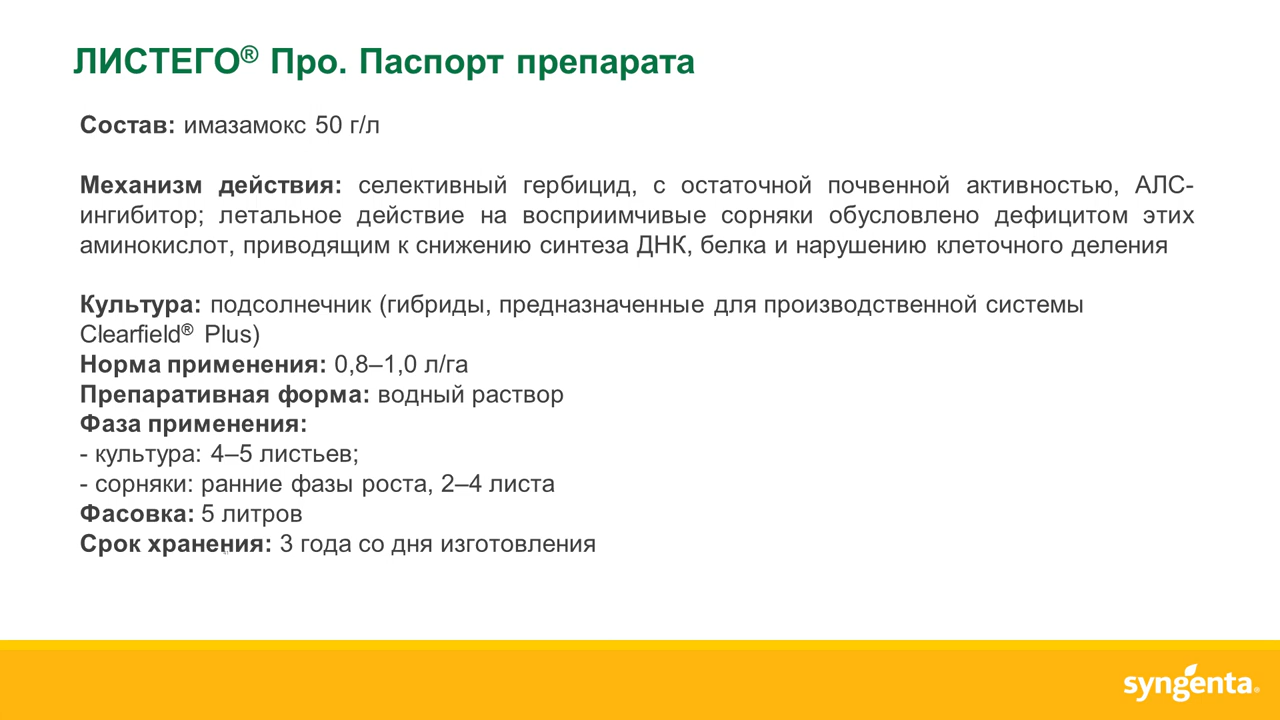 ЛИСТЕГО® Про. Паспорт препарата
Состав: имазамокс 50 г/л
Механизм действия: селективный гербицид, с остаточной почвенной активностью, АЛС-
ингибитор; летальное действие на восприимчивые сорняки обусловлено дефицитом этих
аминокислот, приводящим к снижению синтеза ДНК, белка и нарушению клеточного деления
Культура: подсолнечник (гибриды, предназначенные для производственной системы
Clearfield® Plus)
Норма применения: 0,8–1,0 л/га
Препаративная форма: водный раствор
Фаза применения:
- культура: 4–5 листьев;
- сорняки: ранние фазы роста, 2–4 листа
Фасовка: 5 литров
Срок хранения: 3 года со дня изготовления
syngenta®